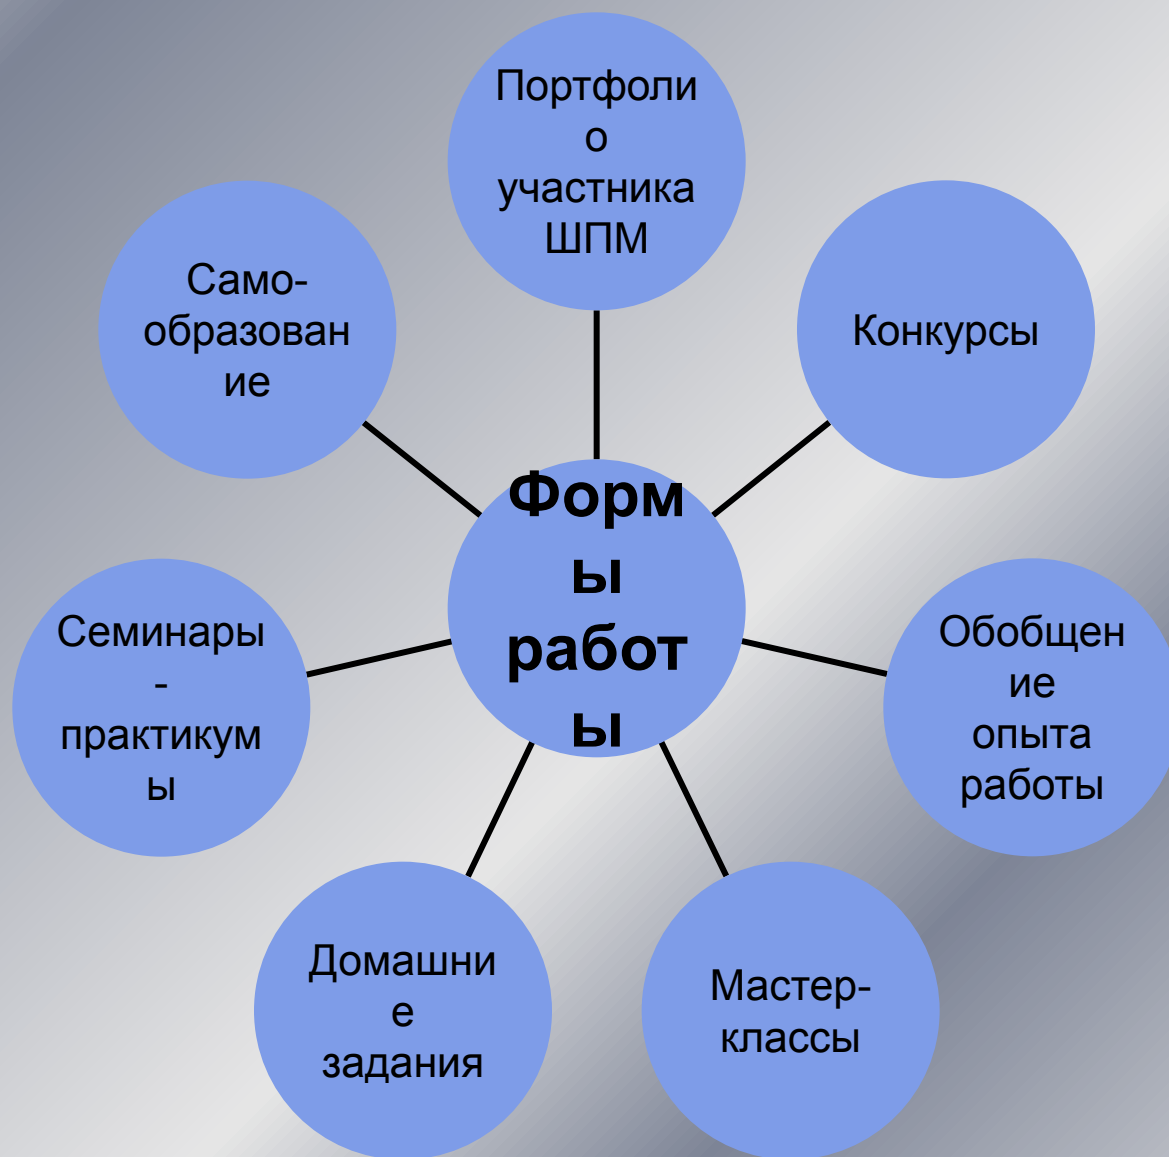 Портфоли
о
участника
ШПМ
Само-
образован
ие
Конкурсы
Форм
ы
работ
ы
Семинары
-
практикум
ы
Обобщен
ие
опыта
работы
Домашни
е
задания
Мастер-
классы